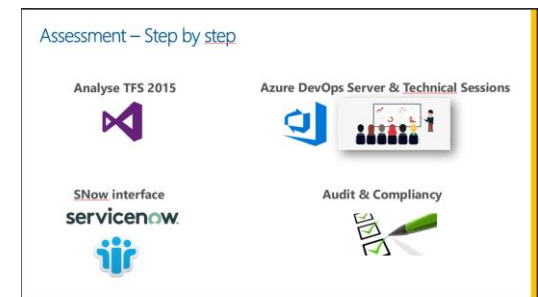 Assessment – Step by step
Analyse TFS 2015
Azure DevOps Server & Technical Sessions
SNow interface
servicenow
Audit & Compliancy